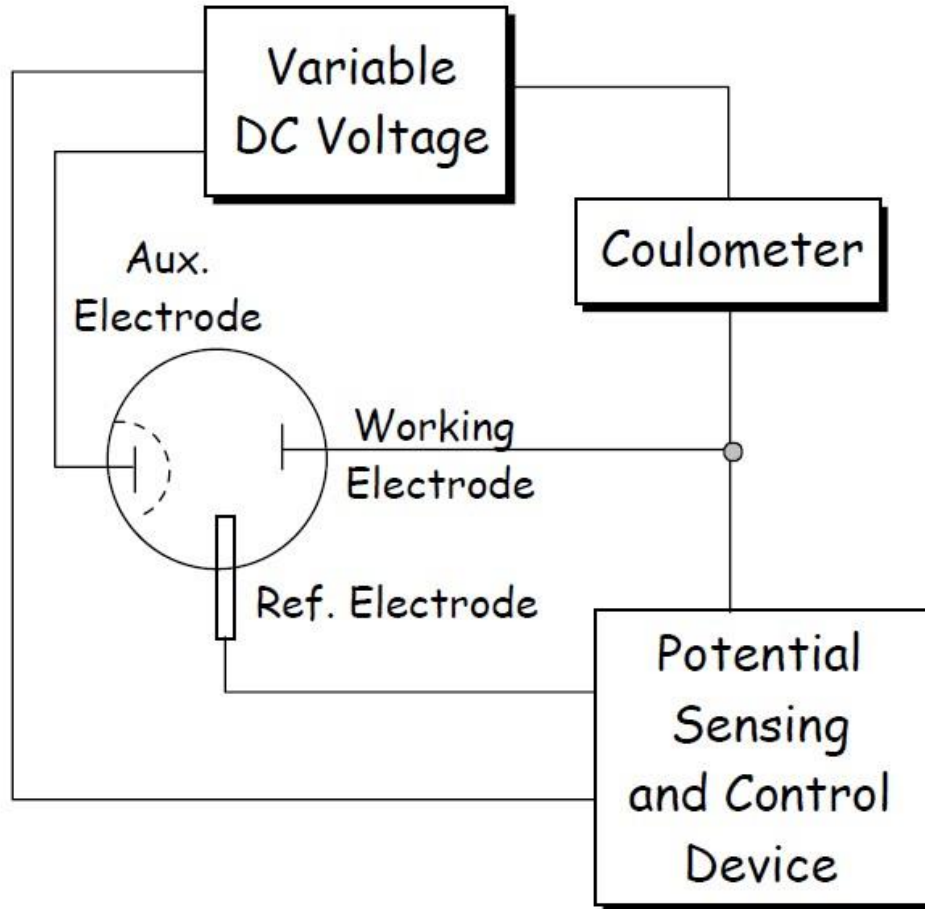 Variable
DC Voltage
Coulometer
Aux.
Electrode
Working
Electrode
Ref. Electrode
Potential
Sensing
and Control
Device